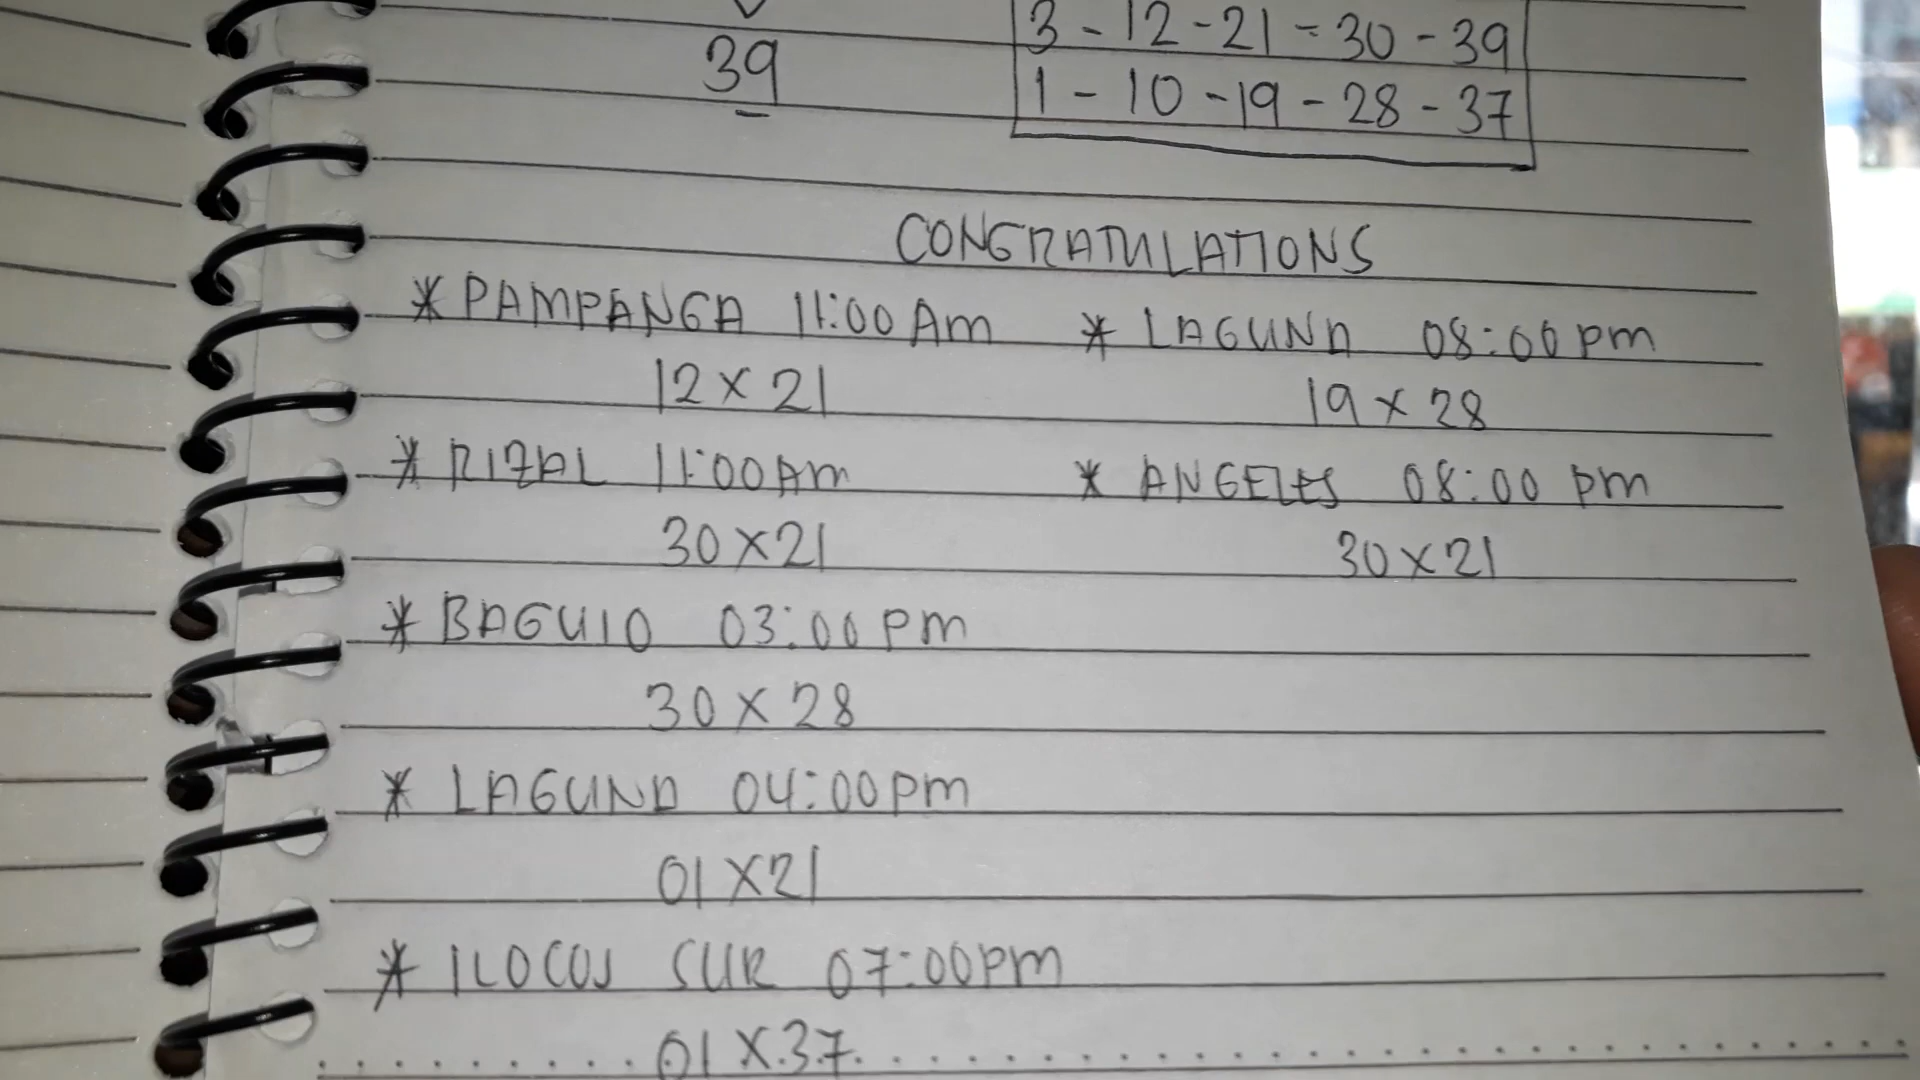 3 - 12 - 21 - 30 - 39
39
1 - 10 - 19 - 28 - 37
CONGRATULATIONS
* PAMPANGA 11:00 Am
12 x 21
* RIZAL 11:00 Am
30 x 21
* BAGUIO 03:00 pm
30 x 28
* LAGUNA 04:00 pm
01 x 21
* ILOCOS SUR 07:00 pm
01 x 37
* LAGUNA 08:00 pm
19 x 28
* ANGELES 08:00 pm
30 x 21